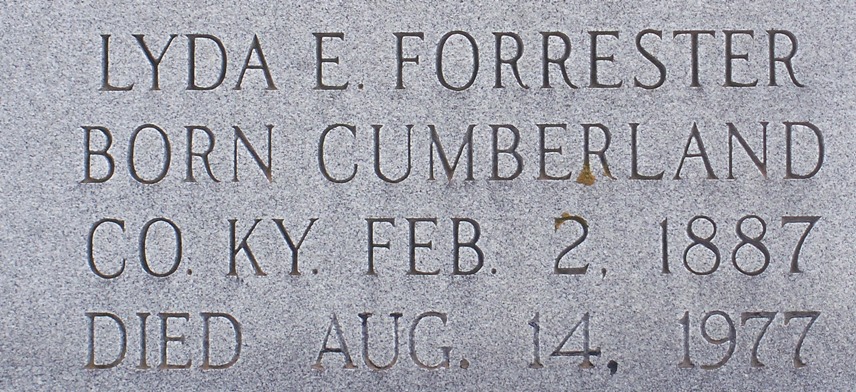 LYDA E. FORRESTER
BORN CUMBERLAND
CO. KY. FEB. 2, 1887
DIED AUG. 14, 1977